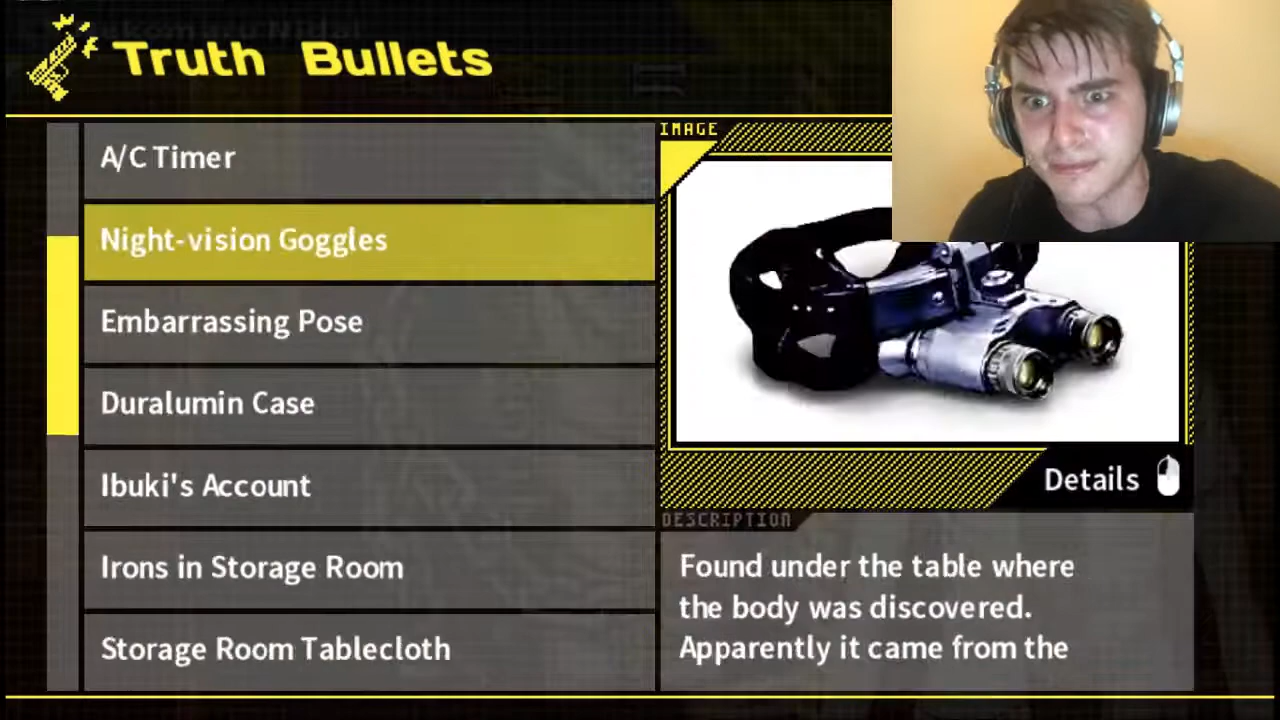 Truth Bullets
A/C Timer
Night-vision Goggles
Embarrassing Pose
Duralumin Case
Ibuki's Account
Irons in Storage Room
Storage Room Tablecloth
IMAGE
Details
DESCRIPTION
Found under the table where
the body was discovered.
Apparently it came from the